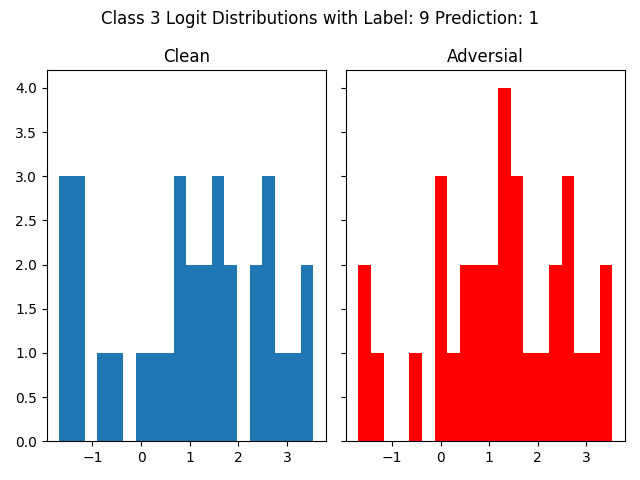 Class 3 Logit Distributions with Label: 9 Prediction: 1
Clean
Adversial
4.0
3.5
3.0
2.5
2.0
1.5
1.0
0.5
0.0
−1 0 1 2 3
−1 0 1 2 3